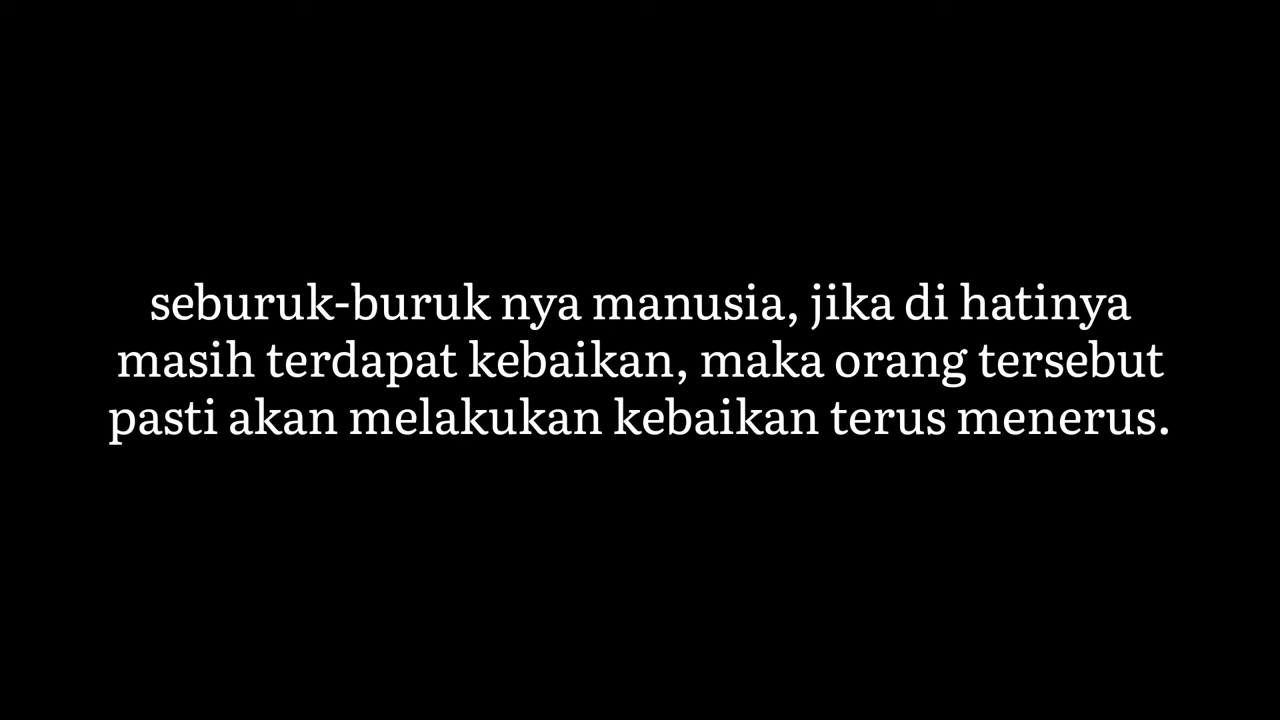 seburuk-buruk nya manusia, jika di hatinya
masih terdapat kebaikan, maka orang tersebut
pasti akan melakukan kebaikan terus menerus.